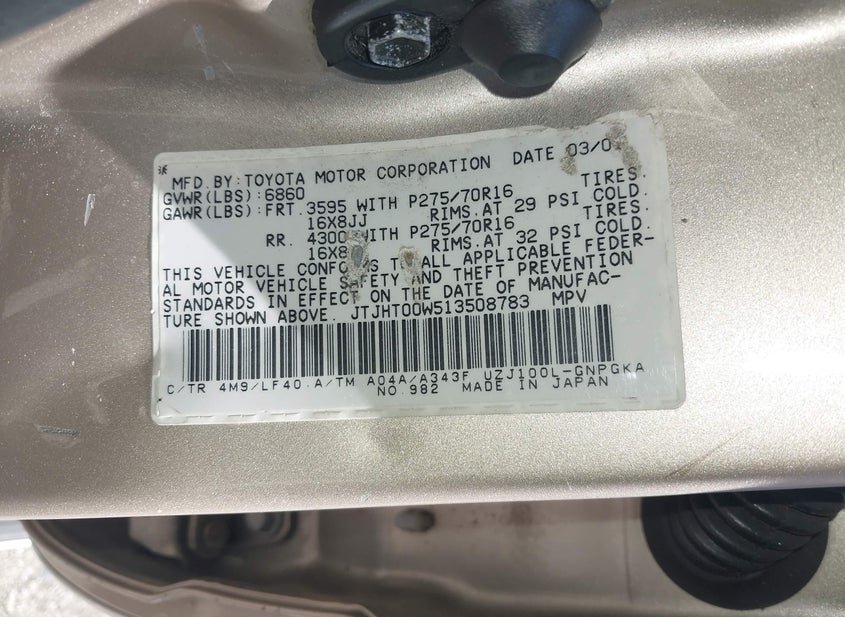 MFD.BY:TOYOTA MOTOR CORPORATION DATE 03/0
GVWR(LBS):6860 TIRES.
GAWR(LBS):FRT.3595 WITH P275/70R16
16X8JJ RIMS.AT 29 PSI COLD.
RR. 4300 WITH P275/70R16 TIRES.
16X8 RIMS.AT 32 PSI COLD.
THIS VEHICLE CONFORMS TO ALL APPLICABLE FEDER-
AL MOTOR VEHICLE SAFETY AND THEFT PREVENTION
STANDARDS IN EFFECT ON THE DATE OF MANUFAC-
TURE SHOWN ABOVE. JTJHT00W513508783 MPV
C/TR 4M9/LF40.A/TM A04A/A343F UZJ100L-GNPGKA
NO.982 MADE IN JAPAN